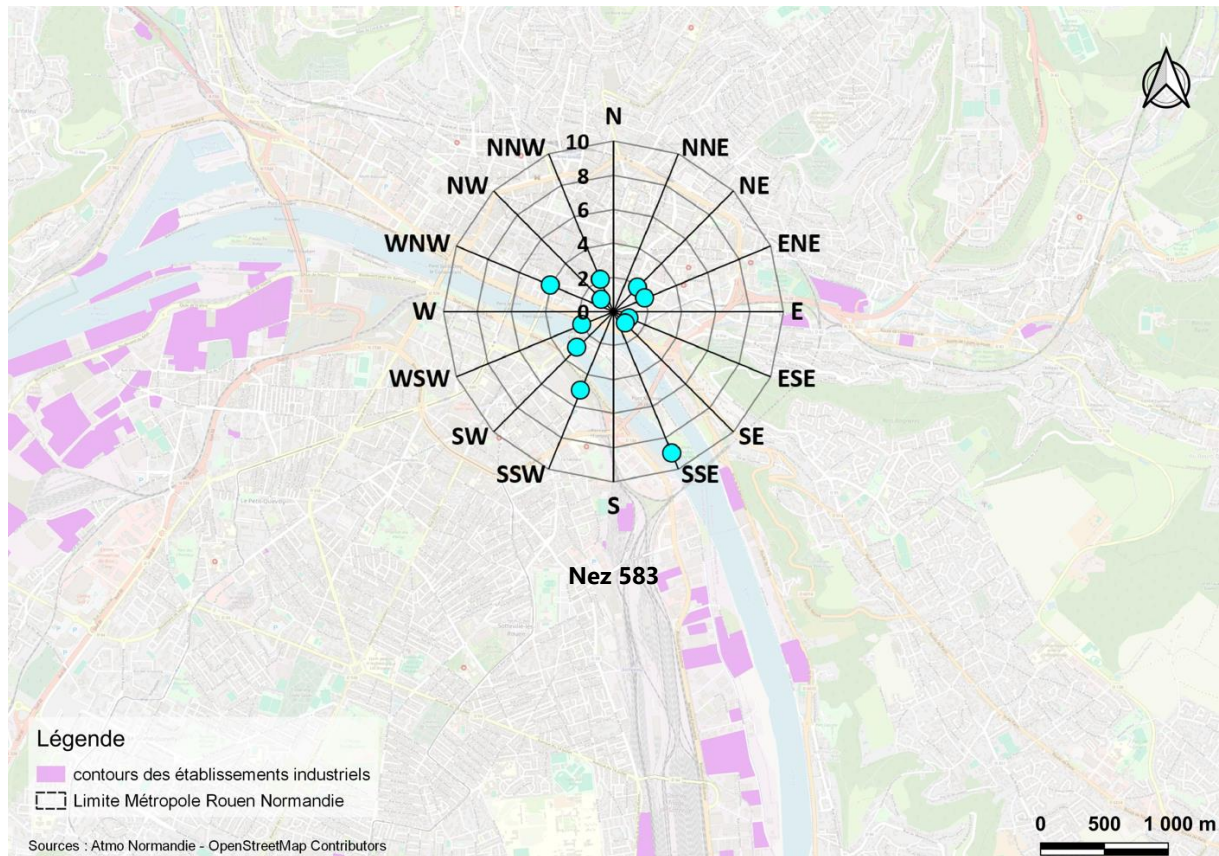 N
N
NNW
10
NNE
NW
8
NE
6
WNW
4
ENE
2
W
0
E
WSW
ESE
SW
SE
SSW
SSE
S
Nez 583
Légende
contours des établissements industriels
Limite Métropole Rouen Normandie
0 500 1 000 m
Sources : Atmo Normandie - OpenStreetMap Contributors